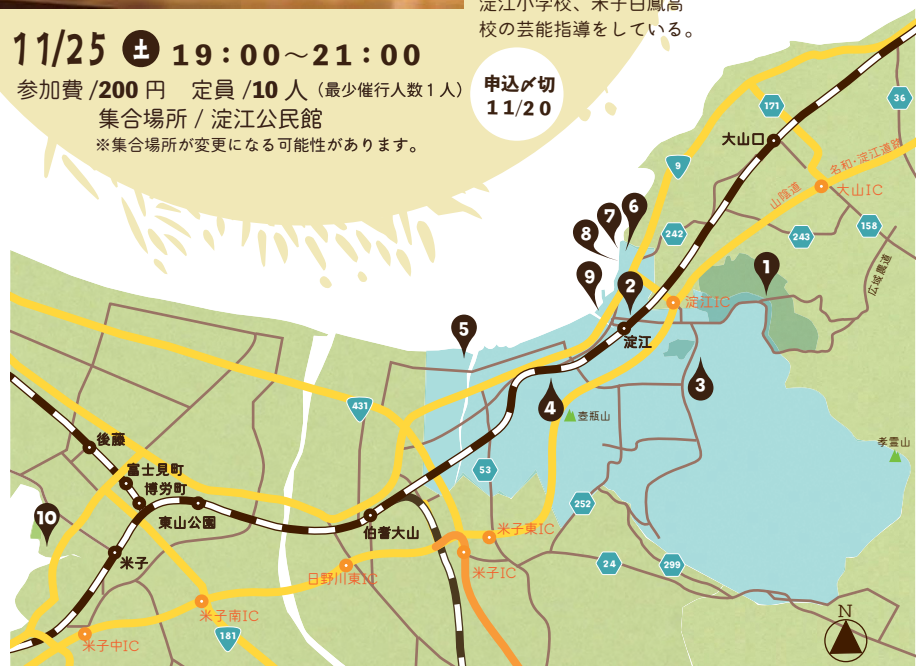 淀江小学校、米子白鳳高
校の芸能指導をしている。
11/25 土 19:00～21:00
参加費 /200 円　定員 /10 人（最少催行人数 1 人）
集合場所 / 淀江公民館
※集合場所が変更になる可能性があります。
申込〆切
11/20
171
36
大山口
9
名和・淀江道路
山陰道
大山IC
6
7
8
242
243
158
広域農道
1
9
2
淀江IC
淀江
5
3
4
壺瓶山
431
孝霊山
後藤
富士見町
博労町
東山公園
53
252
10
伯耆大山
米子東IC
米子
日野川東IC
米子IC
24
299
米子南IC
181
米子中IC
N